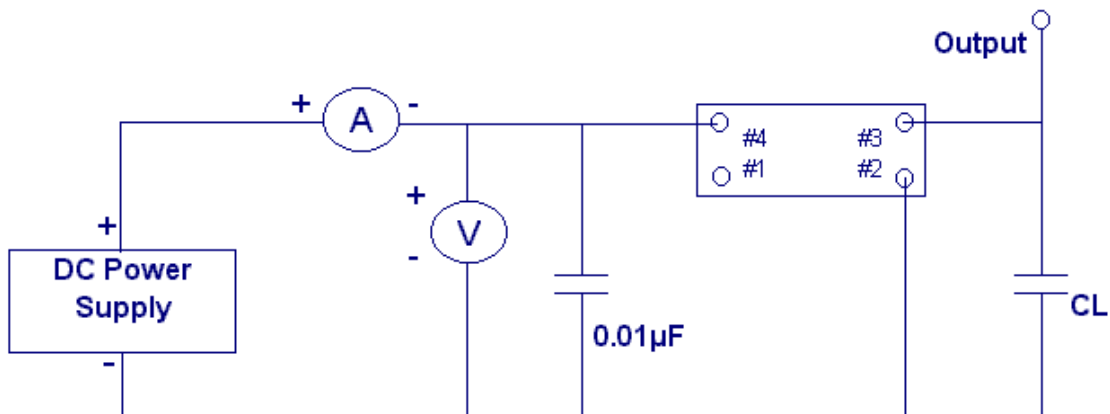 Output
+
A
-
#4
#3
#1
#2
+
V
-
+
DC Power
Supply
-
0.01µF
CL